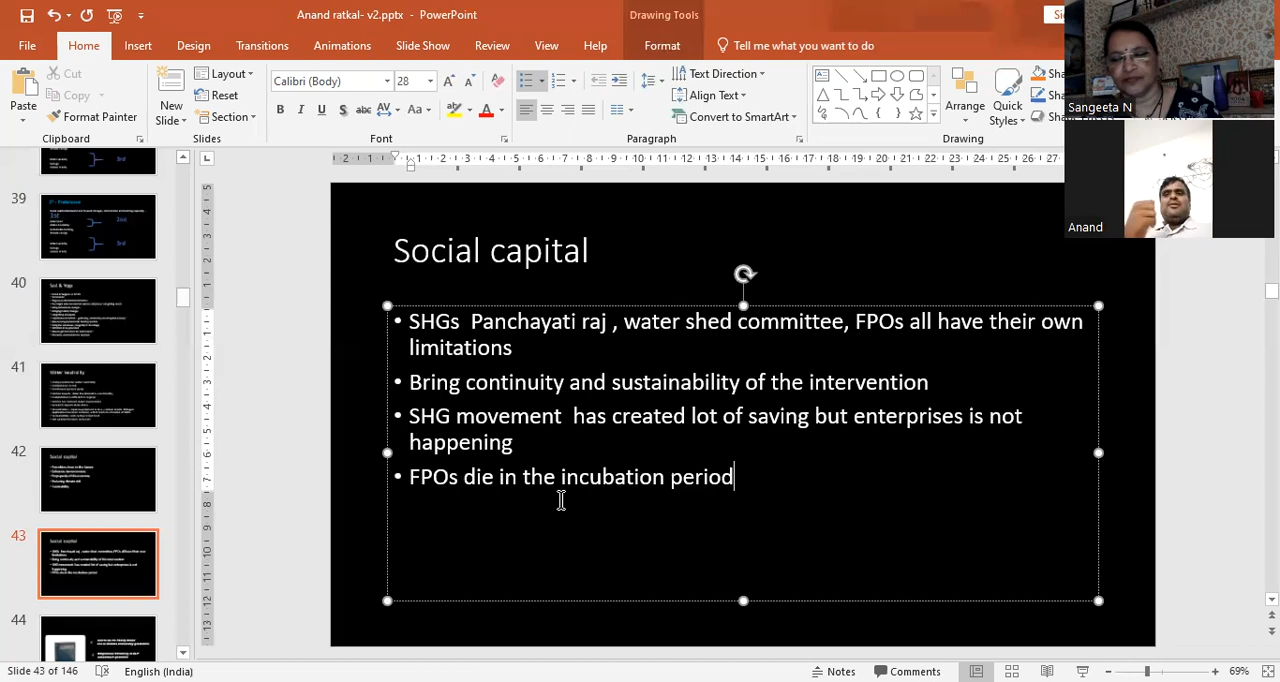 Anand ratkal- v2.pptx - PowerPoint
Drawing Tools
File
Home
Insert
Design
Transitions
Animations
Slide Show
Review
View
Help
Format
Tell me what you want to do
Paste
Cut
Copy
Format Painter
Clipboard
New
Slide
Layout
Reset
Section
Slides
Calibri (Body)
28
Font
Text Direction
Align Text
Convert to SmartArt
Paragraph
Arrange
Quick
Styles
Drawing
Sangeeta N
Anand
39
40
41
42
43
44
Social capital
• SHGs Panchayati raj , water shed committee, FPOs all have their own
limitations
• Bring continuity and sustainability of the intervention
• SHG movement has created lot of saving but enterprises is not
happening
• FPOs die in the incubation period
Slide 43 of 146
English (India)
Notes
Comments
69%